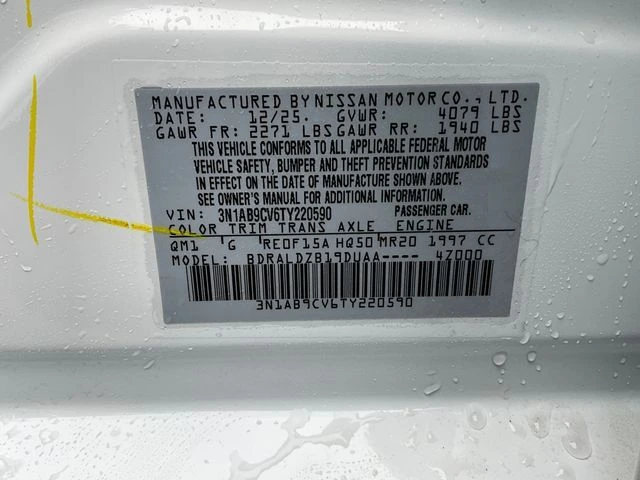 MANUFACTURED BY NISSAN MOTOR CO., LTD.
DATE: 12/25. GVWR: 4079 LBS
GAWR FR: 2271 LBS GAWR RR: 1940 LBS
THIS VEHICLE CONFORMS TO ALL APPLICABLE FEDERAL MOTOR
VEHICLE SAFETY, BUMPER AND THEFT PREVENTION STANDARDS
IN EFFECT ON THE DATE OF MANUFACTURE SHOWN ABOVE.
SEE OWNER'S MANUAL FOR ADDITIONAL INFORMATION
VIN: 3N1AB9CV6TY220590 PASSENGER CAR.
COLOR TRIM TRANS AXLE ENGINE
QM1 G RE0F15A HQ50 MR20 1997 CC
MODEL: BDRALDZB19DUAA---- 4Z000
3N1AB9CV6TY220590